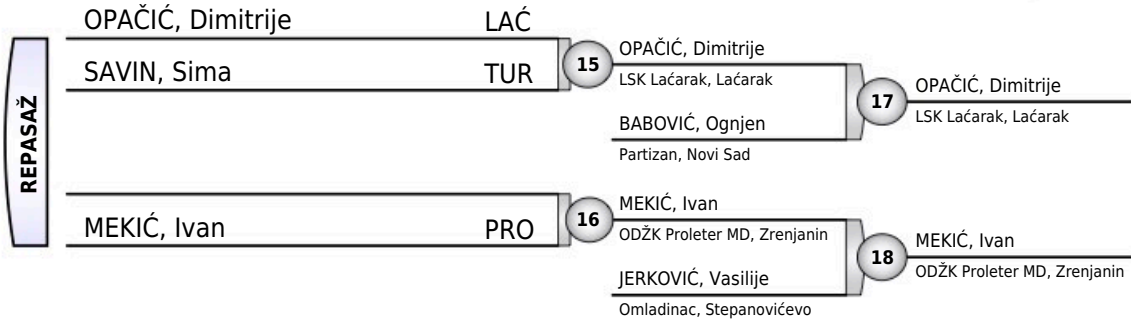 REPASAŽ
OPAČIĆ, Dimitrije LAĆ
SAVIN, Sima TUR
15
OPAČIĆ, Dimitrije
LSK Laćarak, Laćarak
BABOVIĆ, Ognjen
Partizan, Novi Sad
17
OPAČIĆ, Dimitrije
LSK Laćarak, Laćarak
MEKIĆ, Ivan PRO
16
MEKIĆ, Ivan
ODŽK Proleter MD, Zrenjanin
JERKOVIĆ, Vasilije
Omladinac, Stepanovićevo
18
MEKIĆ, Ivan
ODŽK Proleter MD, Zrenjanin